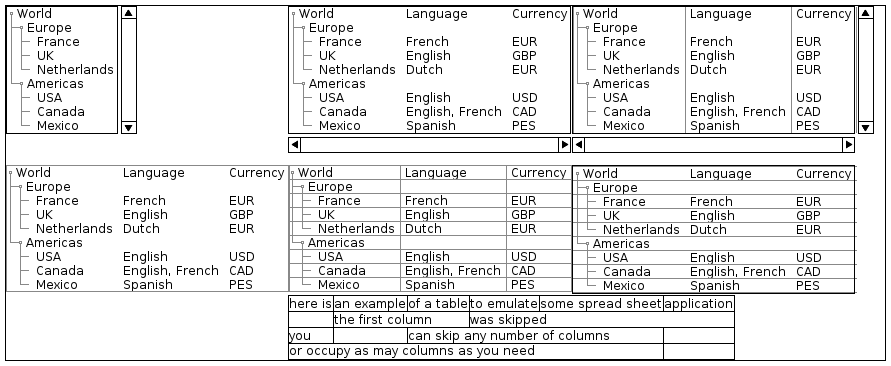 World
Europe
France
UK
Netherlands
Americas
USA
Canada
Mexico
World Language Currency
Europe
France French EUR
UK English GBP
Netherlands Dutch EUR
Americas
USA English USD
Canada English, French CAD
Mexico Spanish PES
World Language Currency
Europe
France French EUR
UK English GBP
Netherlands Dutch EUR
Americas
USA English USD
Canada English, French CAD
Mexico Spanish PES
World Language Currency
Europe
France French EUR
UK English GBP
Netherlands Dutch EUR
Americas
USA English USD
Canada English, French CAD
Mexico Spanish PES
World Language Currency
Europe
France French EUR
UK English GBP
Netherlands Dutch EUR
Americas
USA English USD
Canada English, French CAD
Mexico Spanish PES
World Language Currency
Europe
France French EUR
UK English GBP
Netherlands Dutch EUR
Americas
USA English USD
Canada English, French CAD
Mexico Spanish PES
here is an example of a table to emulate some spread sheet application
the first column was skipped
you can skip any number of columns
or occupy as may columns as you need